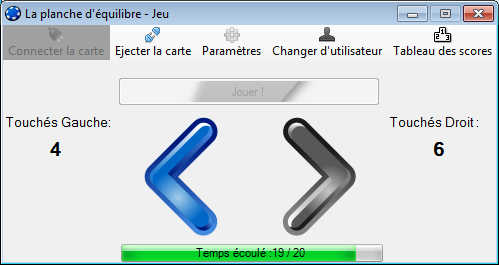 La planche d'équilibre - Jeu
Connecter la carte Ejecter la carte Paramètres Changer d'utilisateur Tableau des scores
Jouer !
Touchés Gauche: Touchés Droit :
4 6
Temps écoulé :19 / 20